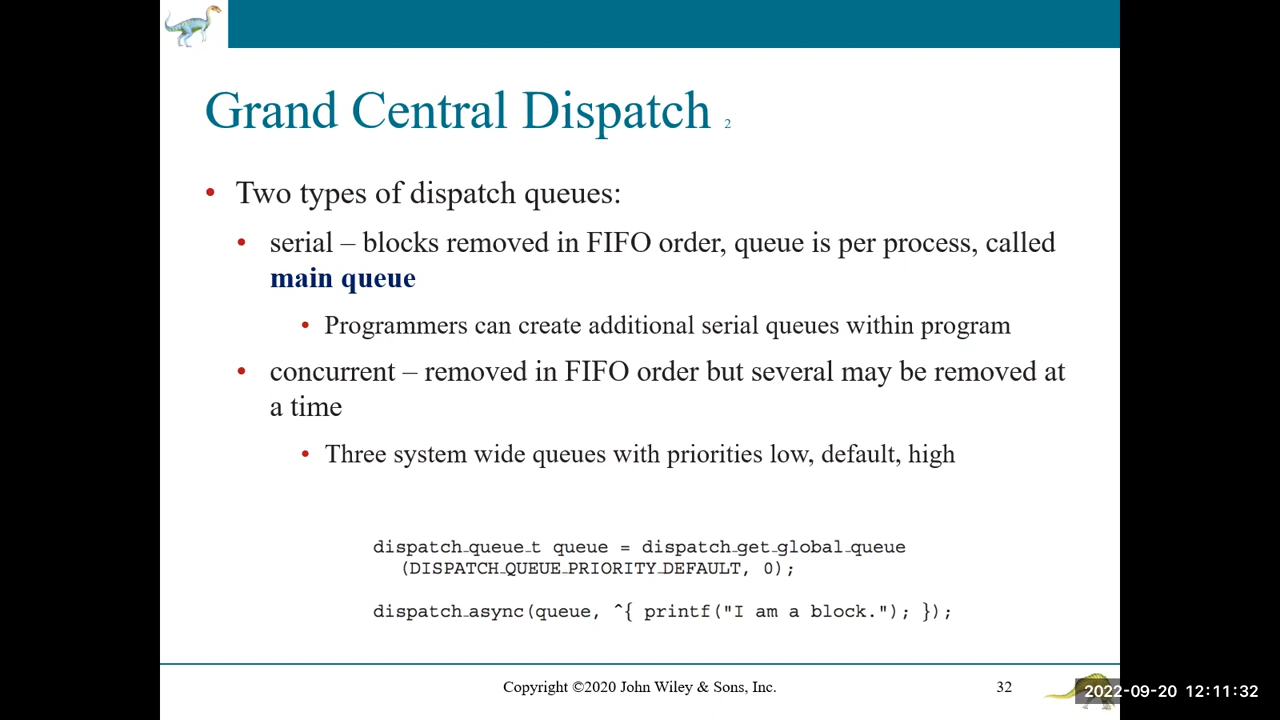 Grand Central Dispatch 2
• Two types of dispatch queues:
• serial – blocks removed in FIFO order, queue is per process, called
main queue
• Programmers can create additional serial queues within program
• concurrent – removed in FIFO order but several may be removed at
a time
• Three system wide queues with priorities low, default, high
dispatch_queue_t queue = dispatch_get_global_queue
(DISPATCH_QUEUE_PRIORITY_DEFAULT, 0);
dispatch_async(queue, ^{ printf("I am a block."); });
Copyright ©2020 John Wiley & Sons, Inc.
32
2022-09-20 12:11:32